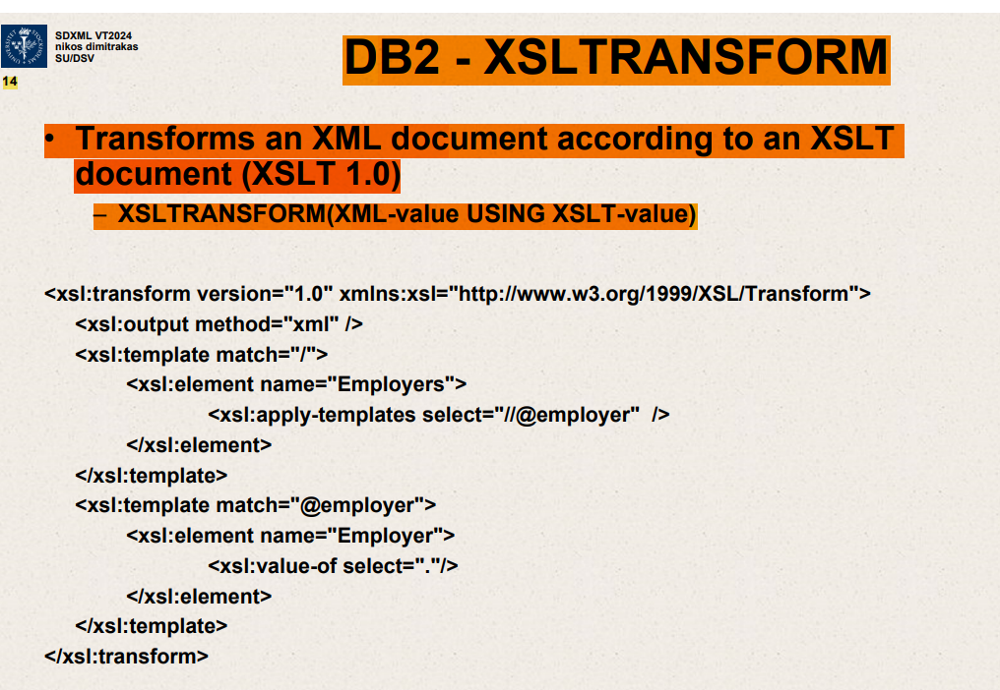 SDXML VT2024
nikos dimitrakas
SU/DSV
14
DB2 - XSLTRANSFORM
• Transforms an XML document according to an XSLT
document (XSLT 1.0)
– XSLTRANSFORM(XML-value USING XSLT-value)
<xsl:transform version="1.0" xmlns:xsl="http://www.w3.org/1999/XSL/Transform">
<xsl:output method="xml" />
<xsl:template match="/">
<xsl:element name="Employers">
<xsl:apply-templates select="//@employer"  />
</xsl:element>
</xsl:template>
<xsl:template match="@employer">
<xsl:element name="Employer">
<xsl:value-of select="."/>
</xsl:element>
</xsl:template>
</xsl:transform>